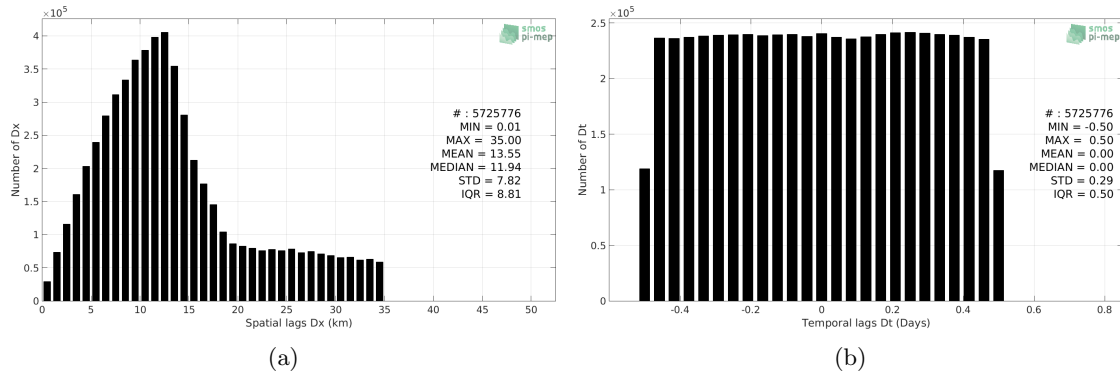 ×10⁵
4
3.5
3
2.5
2
1.5
1
0.5
0
Number of Dx
0 5 10 15 20 25 30 35 40 45 50
Spatial lags Dx (km)
smos
pi-mep
# : 5725776
MIN = 0.01
MAX = 35.00
MEAN = 13.55
MEDIAN = 11.94
STD = 7.82
IQR = 8.81
(a)
×10⁵
2.5
2
1.5
1
0.5
0
Number of Dt
-0.4 -0.2 0 0.2 0.4 0.6 0.8
Temporal lags Dt (Days)
smos
pi-mep
# : 5725776
MIN = -0.50
MAX = 0.50
MEAN = 0.00
MEDIAN = 0.00
STD = 0.29
IQR = 0.50
(b)